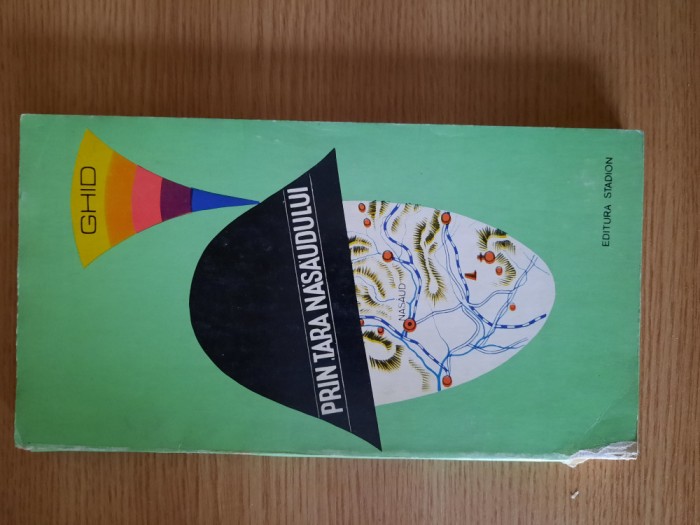 GHID
PRIN ȚARA NĂSĂUDULUI
NĂSĂUD
EDITURA STADION